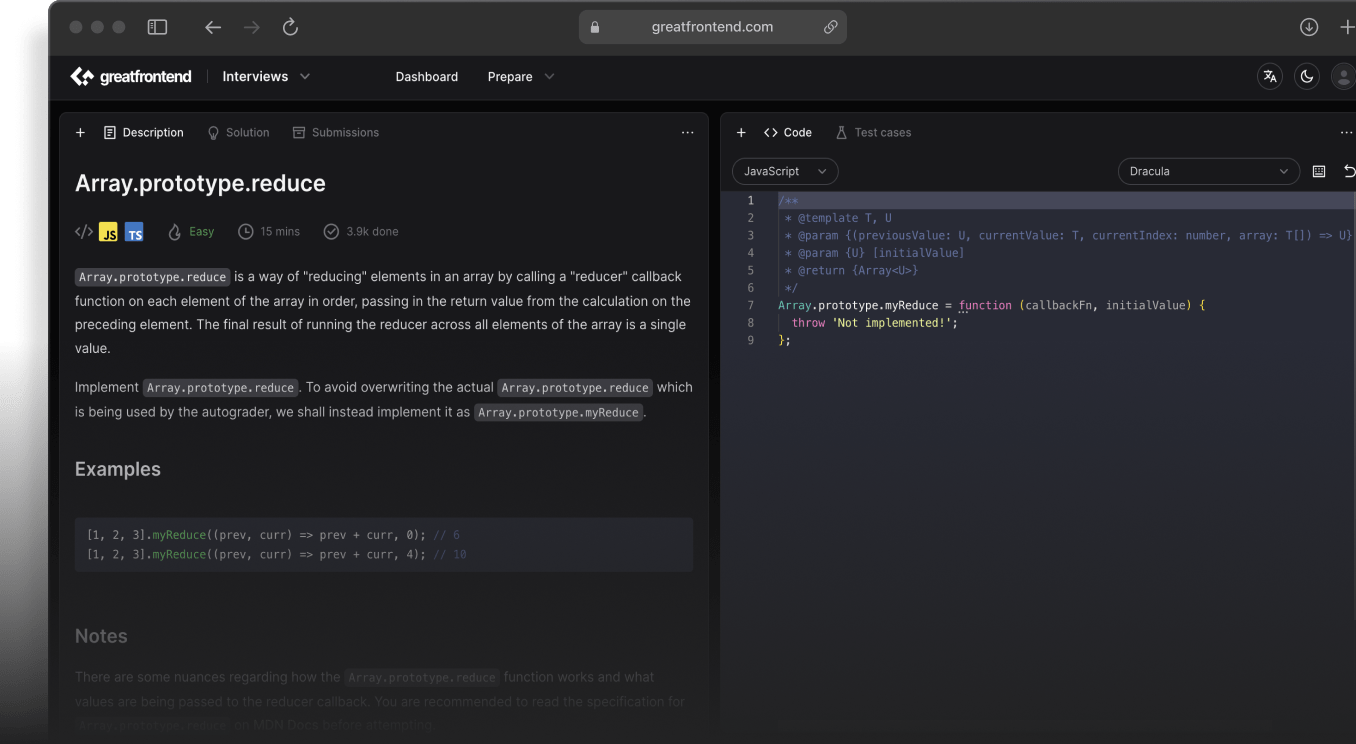 greatfrontend.com
greatfrontend
Interviews
Dashboard
Prepare
Description
Solution
Submissions
Array.prototype.reduce
JS
TS
Easy
15 mins
3.9k done
Array.prototype.reduce is a way of "reducing" elements in an array by calling a "reducer" callback
function on each element of the array in order, passing in the return value from the calculation on the
preceding element. The final result of running the reducer across all elements of the array is a single
value.
Implement Array.prototype.reduce. To avoid overwriting the actual Array.prototype.reduce which
is being used by the autograder, we shall instead implement it as Array.prototype.myReduce.
Examples
[1, 2, 3].myReduce((prev, curr) => prev + curr, 0); // 6
[1, 2, 3].myReduce((prev, curr) => prev + curr, 4); // 10
Notes
There are some nuances regarding how the Array.prototype.reduce function works and what
values are being passed to the reducer callback. You are recommended to read the specification for
Array.prototype.reduce on MDN Docs before attempting.
Code
Test cases
JavaScript
Dracula
1 /**
2 * @template T, U
3 * @param {(previousValue: U, currentValue: T, currentIndex: number, array: T[]) => U}
4 * @param {U} [initialValue]
5 * @return {Array<U>}
6 */
7 Array.prototype.myReduce = function (callbackFn, initialValue) {
8 throw 'Not implemented!';
9 };